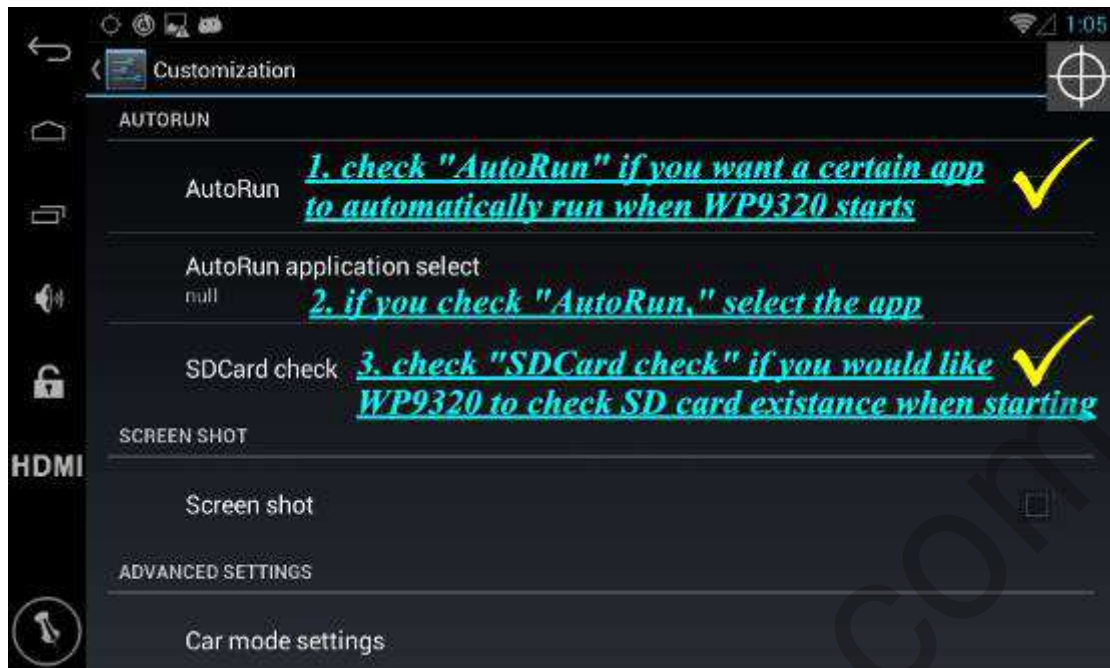 1:05
Customization
AUTORUN
AutoRun
1. check "AutoRun" if you want a certain app
to automatically run when WP9320 starts
AutoRun application select
null
2. if you check "AutoRun," select the app
SDCard check
3. check "SDCard check" if you would like
WP9320 to check SD card existance when starting
SCREEN SHOT
HDMI
Screen shot
ADVANCED SETTINGS
Car mode settings
com